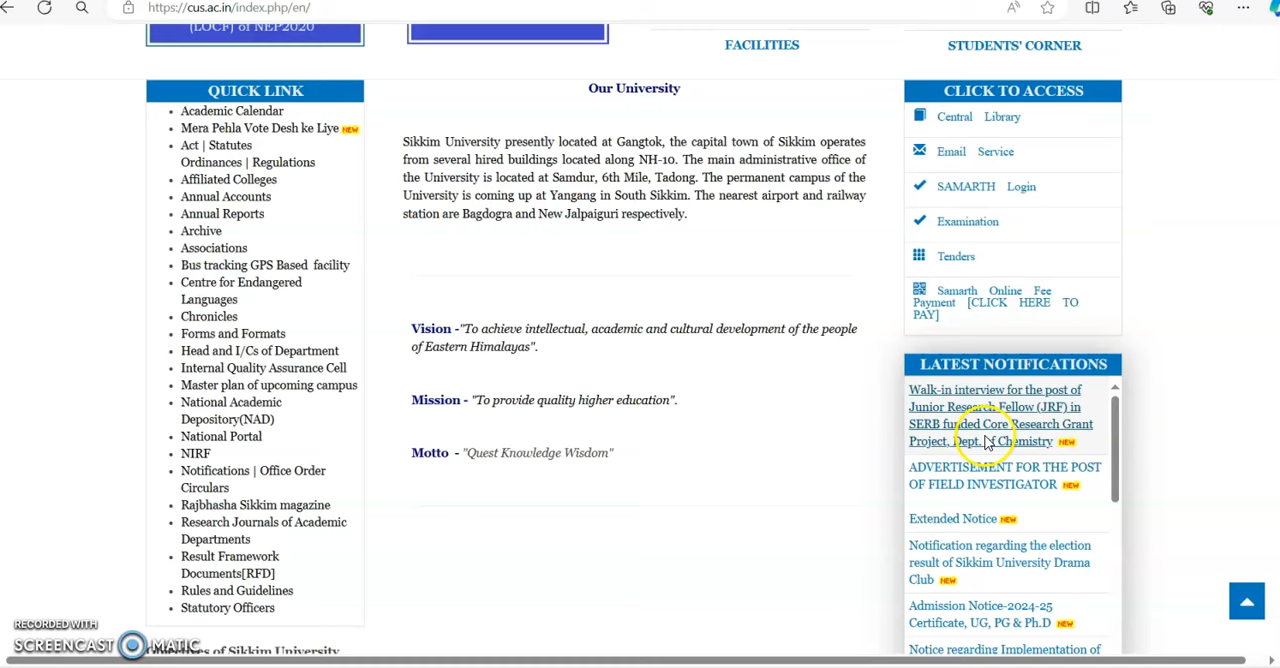 https://cus.ac.in/index.php/en/
(LOCF) of NEP2020
FACILITIES
STUDENTS' CORNER
QUICK LINK
Academic Calendar
Mera Pehla Vote Desh ke Liye NEW
Act | Statutes
Ordinances | Regulations
Affiliated Colleges
Annual Accounts
Annual Reports
Archive
Associations
Bus tracking GPS Based facility
Centre for Endangered
Languages
Chronicles
Forms and Formats
Head and I/Cs of Department
Internal Quality Assurance Cell
Master plan of upcoming campus
National Academic
Depository(NAD)
National Portal
NIRF
Notifications | Office Order
Circulars
Rajbhasha Sikkim magazine
Research Journals of Academic
Departments
Result Framework
Documents[RFD]
Rules and Guidelines
Statutory Officers
Objectives of Sikkim University
Our University
Sikkim University presently located at Gangtok, the capital town of Sikkim operates
from several hired buildings located along NH-10. The main administrative office of
the University is located at Samdur, 6th Mile, Tadong. The permanent campus of the
University is coming up at Yangang in South Sikkim. The nearest airport and railway
station are Bagdogra and New Jalpaiguri respectively.
Vision -"To achieve intellectual, academic and cultural development of the people
of Eastern Himalayas".
Mission - "To provide quality higher education".
Motto - "Quest Knowledge Wisdom"
CLICK TO ACCESS
Central Library
Email Service
SAMARTH Login
Examination
Tenders
Samarth Online Fee
Payment [CLICK HERE TO
PAY]
LATEST NOTIFICATIONS
Walk-in interview for the post of
Junior Research Fellow (JRF) in
SERB funded Core Research Grant
Project, Dept. of Chemistry NEW
ADVERTISEMENT FOR THE POST
OF FIELD INVESTIGATOR NEW
Extended Notice NEW
Notification regarding the election
result of Sikkim University Drama
Club NEW
Admission Notice-2024-25
Certificate, UG, PG & Ph.D NEW
Notice regarding Implementation of
RECORDED WITH
SCREENCAST MATIC